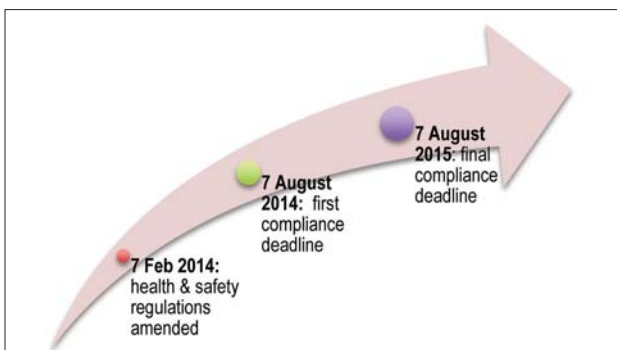 7 Feb 2014:
health & safety
regulations
amended
7 August
2014: first
compliance
deadline
7 August
2015: final
compliance
deadline